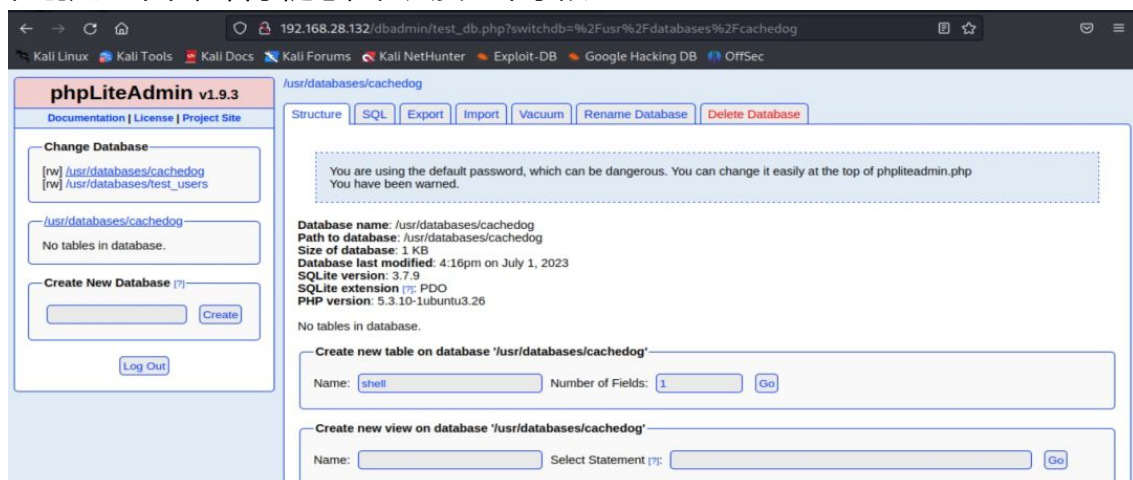 192.168.28.132/dbadmin/test_db.php?switchdb=%2Fusr%2Fdatabases%2Fcachedog
Kali Linux Kali Tools Kali Docs Kali Forums Kali NetHunter Exploit-DB Google Hacking DB OffSec
phpLiteAdmin v1.9.3
Documentation | License | Project Site
Change Database
[rw] /usr/databases/cachedog
[rw] /usr/databases/test_users
/usr/databases/cachedog
No tables in database.
Create New Database [?]
Create
Log Out
/usr/databases/cachedog
Structure SQL Export Import Vacuum Rename Database Delete Database
You are using the default password, which can be dangerous. You can change it easily at the top of phpliteadmin.php
You have been warned.
Database name: /usr/databases/cachedog
Path to database: /usr/databases/cachedog
Size of database: 1 KB
Database last modified: 4:16pm on July 1, 2023
SQLite version: 3.7.9
SQLite extension [?]: PDO
PHP version: 5.3.10-1ubuntu3.26
No tables in database.
Create new table on database '/usr/databases/cachedog'
Name: shell Number of Fields: 1 Go
Create new view on database '/usr/databases/cachedog'
Name: Select Statement [?]: Go